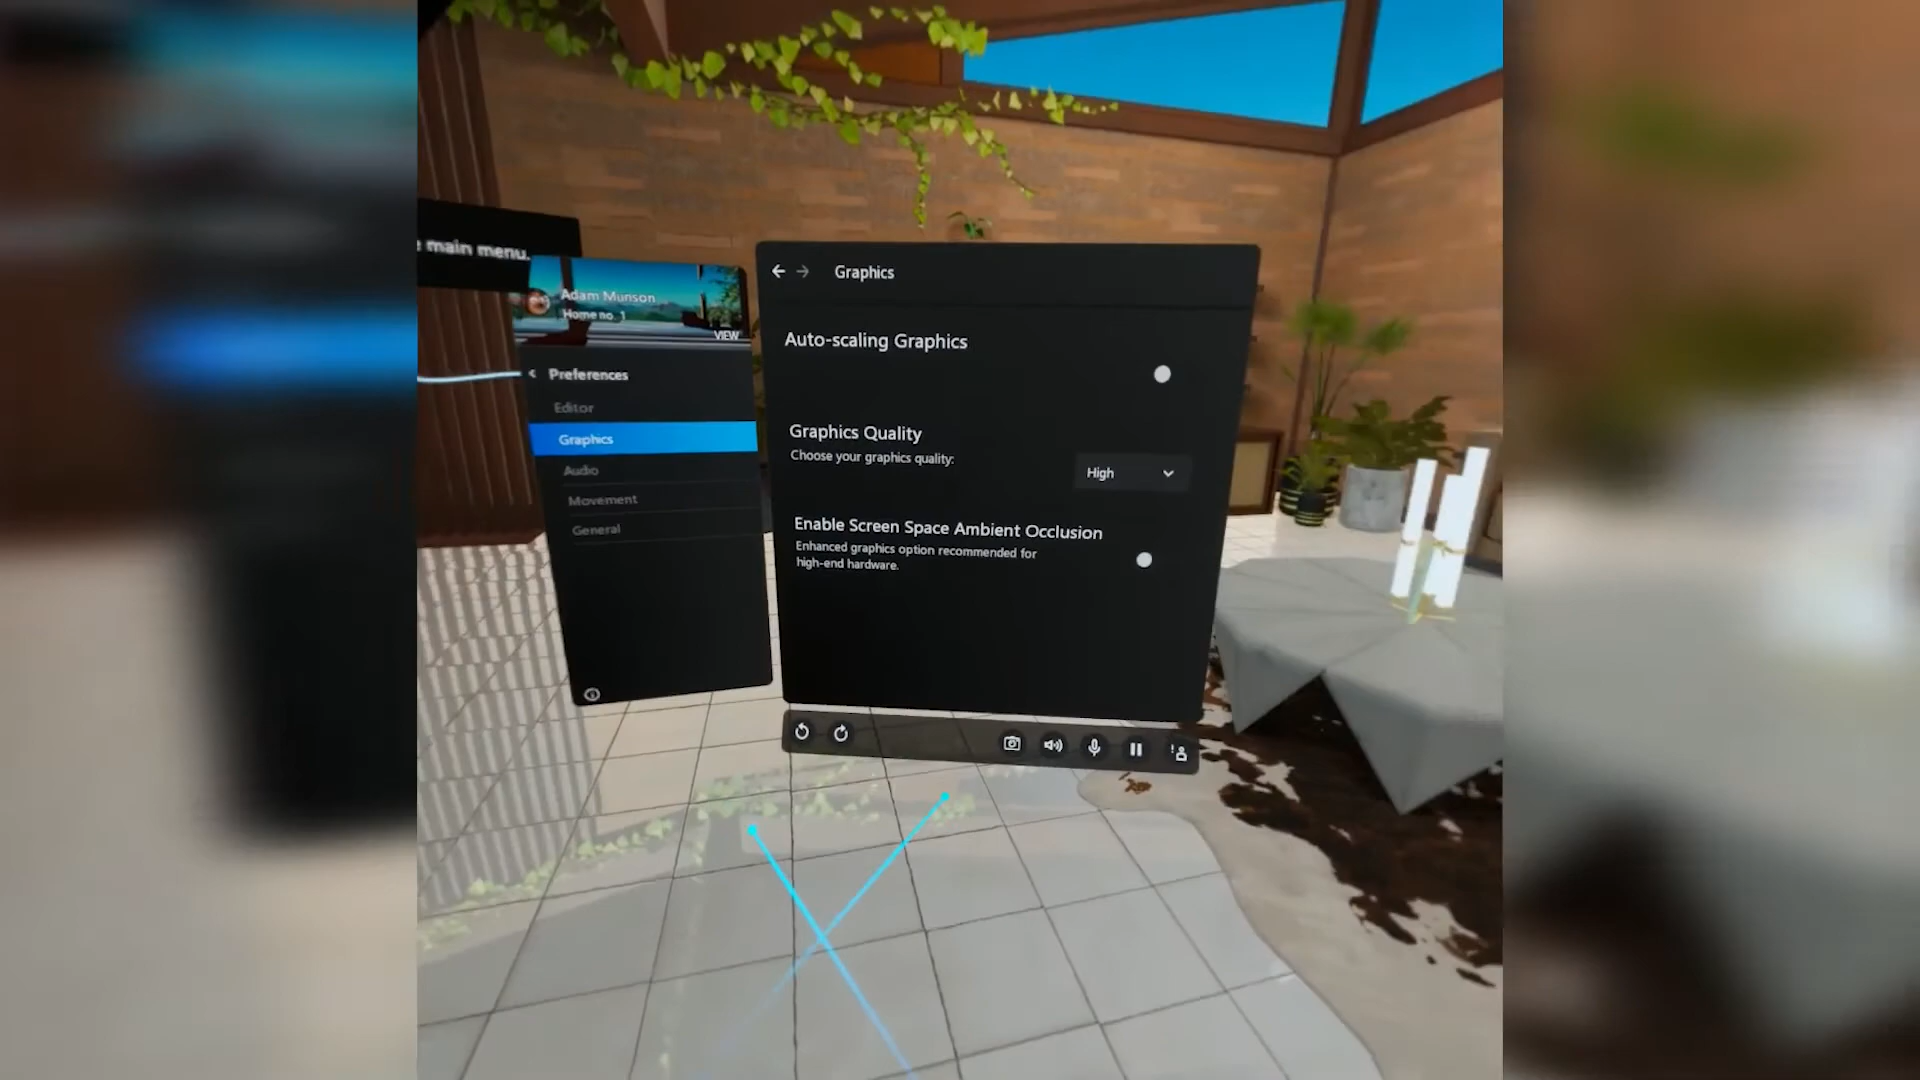 main menu.
Adam Munson
Home no. 1
VIEW
Preferences
Editor
Graphics
Audio
Movement
General
Graphics
Auto-scaling Graphics
Graphics Quality
Choose your graphics quality:
High
Enable Screen Space Ambient Occlusion
Enhanced graphics option recommended for
high-end hardware.